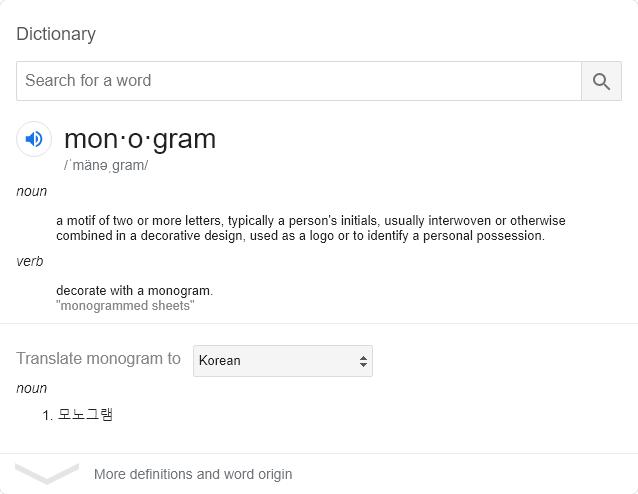 Dictionary
Search for a word
mon·o·gram
/ˈmänəˌɡram/
noun
a motif of two or more letters, typically a person's initials, usually interwoven or otherwise
combined in a decorative design, used as a logo or to identify a personal possession.
verb
decorate with a monogram.
"monogrammed sheets"
Translate monogram to Korean
noun
1. 모노그램
More definitions and word origin